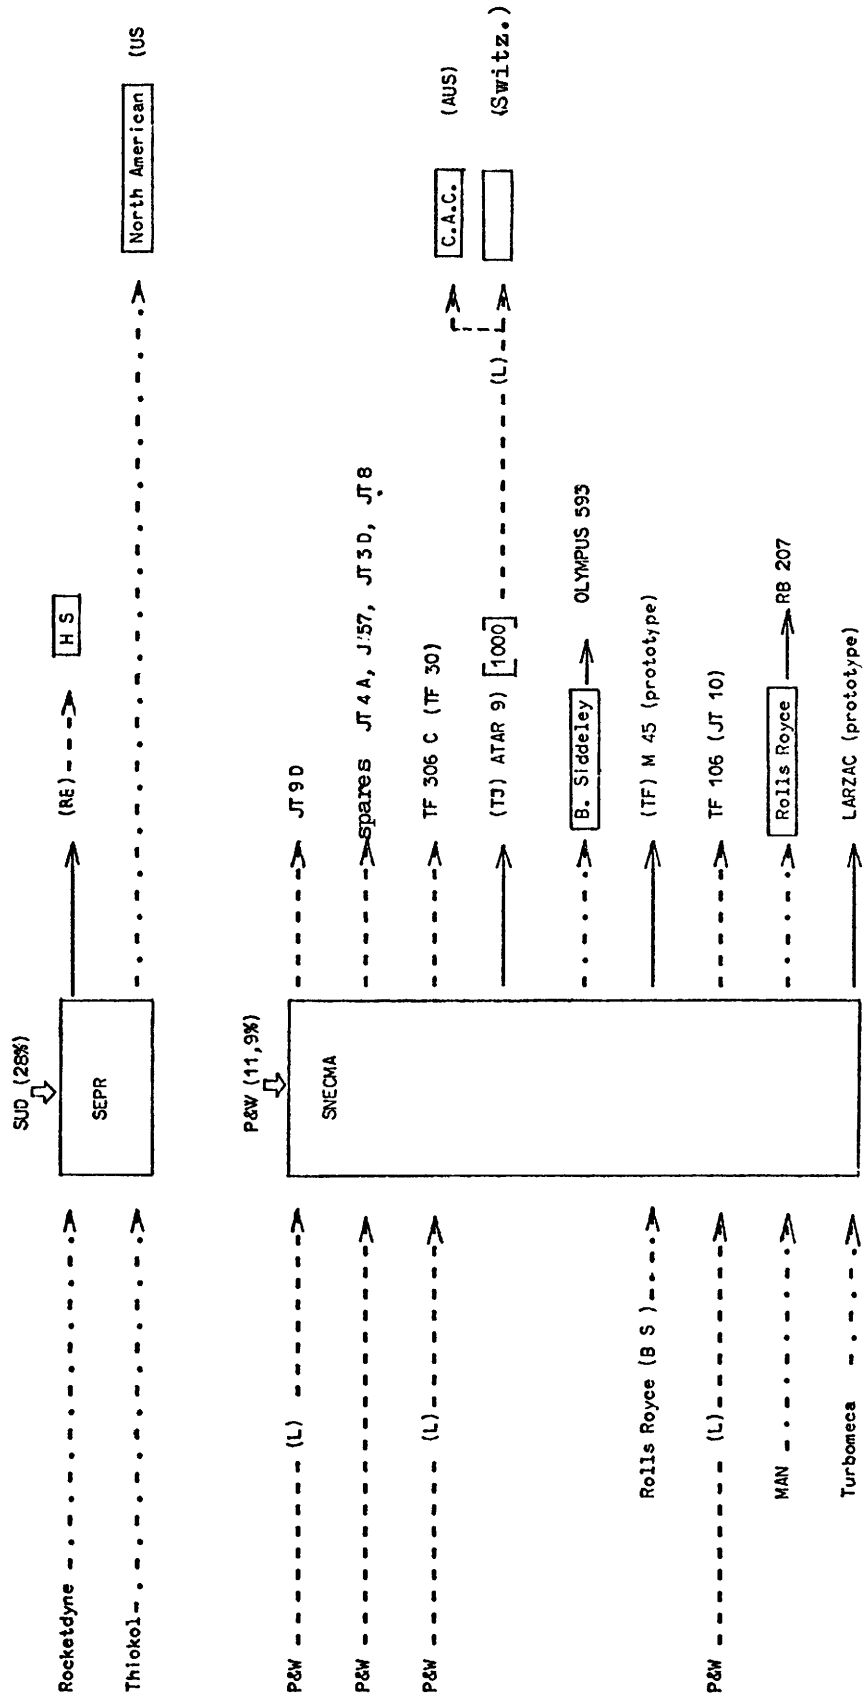 SUD (28%)
Rocketdyne
SEPR
(RE)
H S
Thiokol
North American
(US
P&W (11,9%)
SNECMA
P&W (L) JT 9 D
P&W spares JT 4 A, J 57, JT 3 D, JT 8
P&W (L) TF 306 C (TF 30)
(TJ) ATAR 9) [1000] (L)
C.A.C. (AUS)
(Switz.)
B. Siddeley OLYMPUS 593
Rolls Royce (B S) (TF) M 45 (prototype)
P&W (L) TF 106 (JT 10)
MAN Rolls Royce RB 207
Turbomeca LARZAC (prototype)